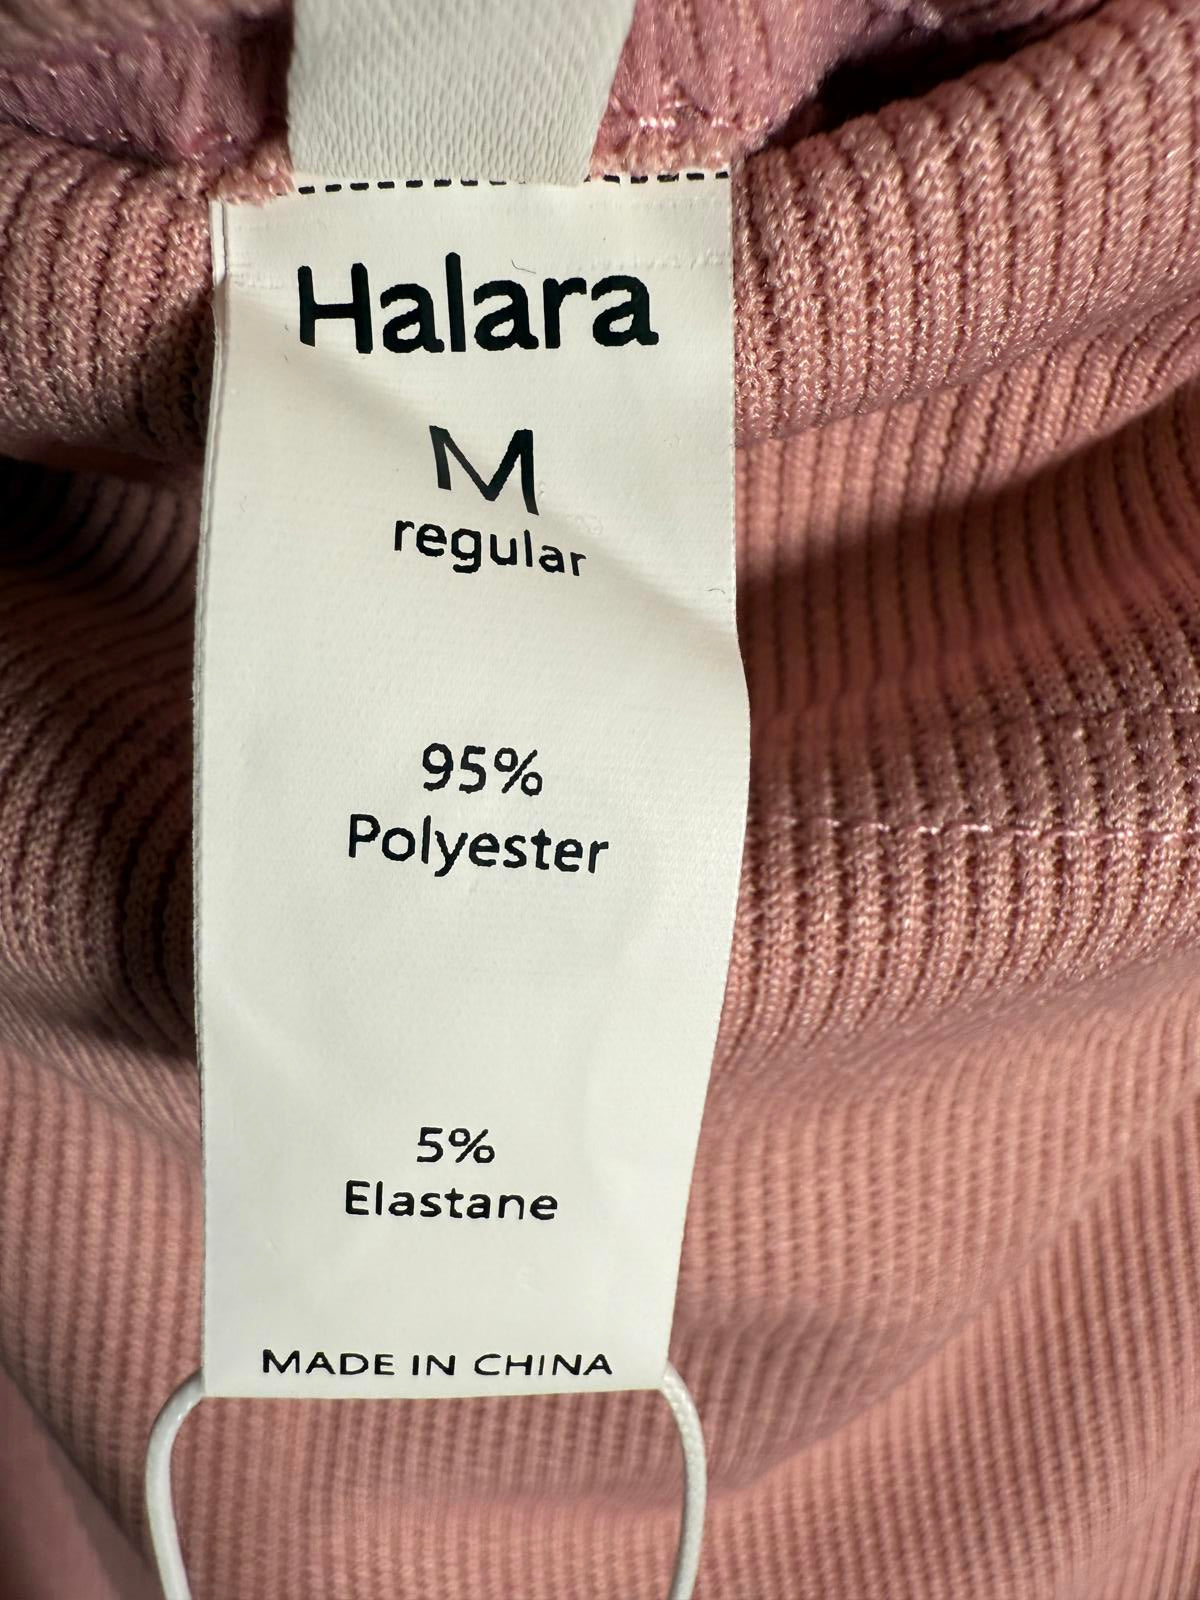 Halara
M
regular
95%
Polyester
5%
Elastane
MADE IN CHINA